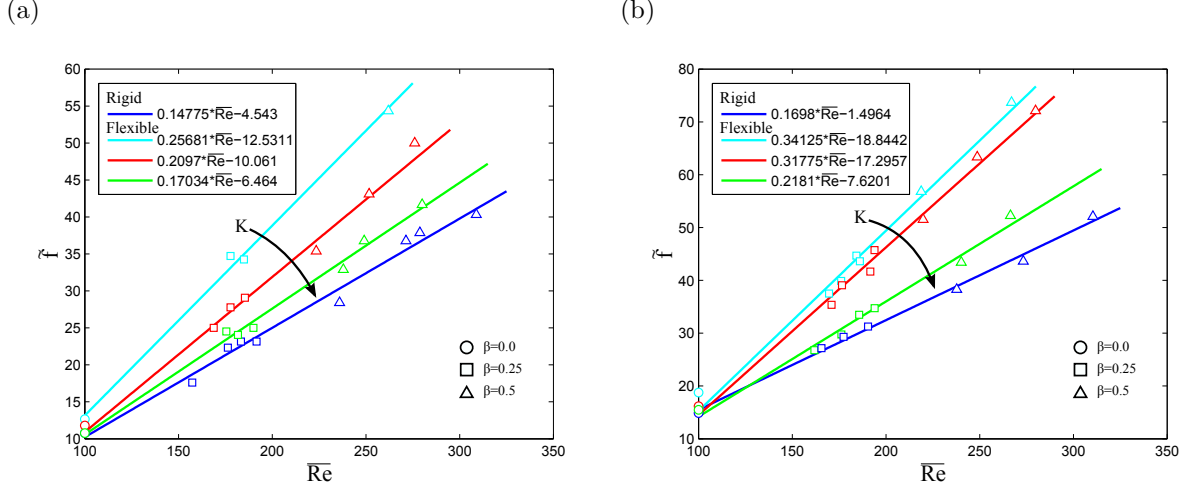 (a)
60
55
50
45
40
35
30
25
20
15
10
f̃
Rigid
0.14775*R̅e̅−4.543
Flexible
0.25681*R̅e̅−12.5311
0.2097*R̅e̅−10.061
0.17034*R̅e̅−6.464
K
β=0.0
β=0.25
β=0.5
100 150 200 250 300 350
R̅e̅
(b)
80
70
60
50
40
30
20
10
f̃
Rigid
0.1698*R̅e̅−1.4964
Flexible
0.34125*R̅e̅−18.8442
0.31775*R̅e̅−17.2957
0.2181*R̅e̅−7.6201
K
β=0.0
β=0.25
β=0.5
100 150 200 250 300 350
R̅e̅